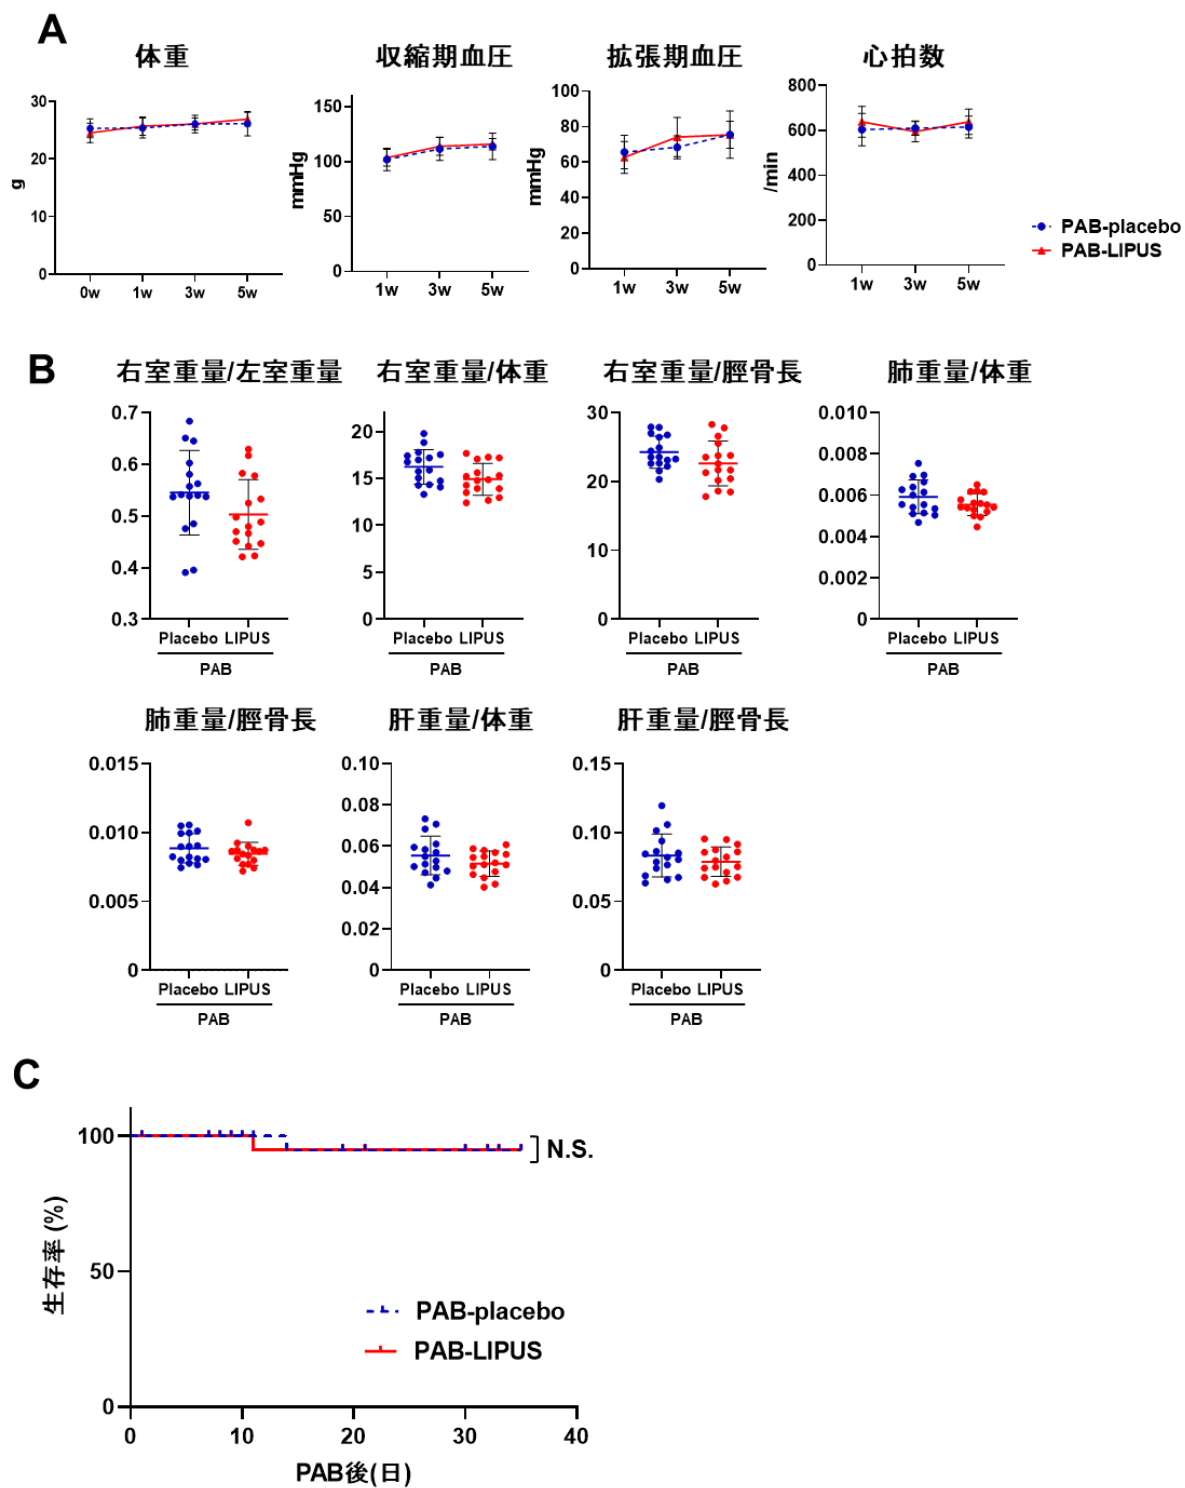 A
体重
収縮期血圧
拡張期血圧
心拍数
30
20
10
0
g
0w 1w 3w 5w
150
100
50
0
mmHg
1w 3w 5w
100
80
60
40
20
0
mmHg
1w 3w 5w
800
600
400
200
0
/min
1w 3w 5w
PAB-placebo
PAB-LIPUS
B
右室重量/左室重量
0.7
0.6
0.5
0.4
0.3
Placebo LIPUS
PAB
右室重量/体重
20
15
10
5
0
Placebo LIPUS
PAB
右室重量/脛骨長
30
20
10
0
Placebo LIPUS
PAB
肺重量/体重
0.010
0.008
0.006
0.004
0.002
0
Placebo LIPUS
PAB
肺重量/脛骨長
0.015
0.010
0.005
0
Placebo LIPUS
PAB
肝重量/体重
0.10
0.08
0.06
0.04
0.02
0
Placebo LIPUS
PAB
肝重量/脛骨長
0.15
0.10
0.05
0
Placebo LIPUS
PAB
C
生存率 (%)
100
50
0
N.S.
PAB-placebo
PAB-LIPUS
0 10 20 30 40
PAB後(日)